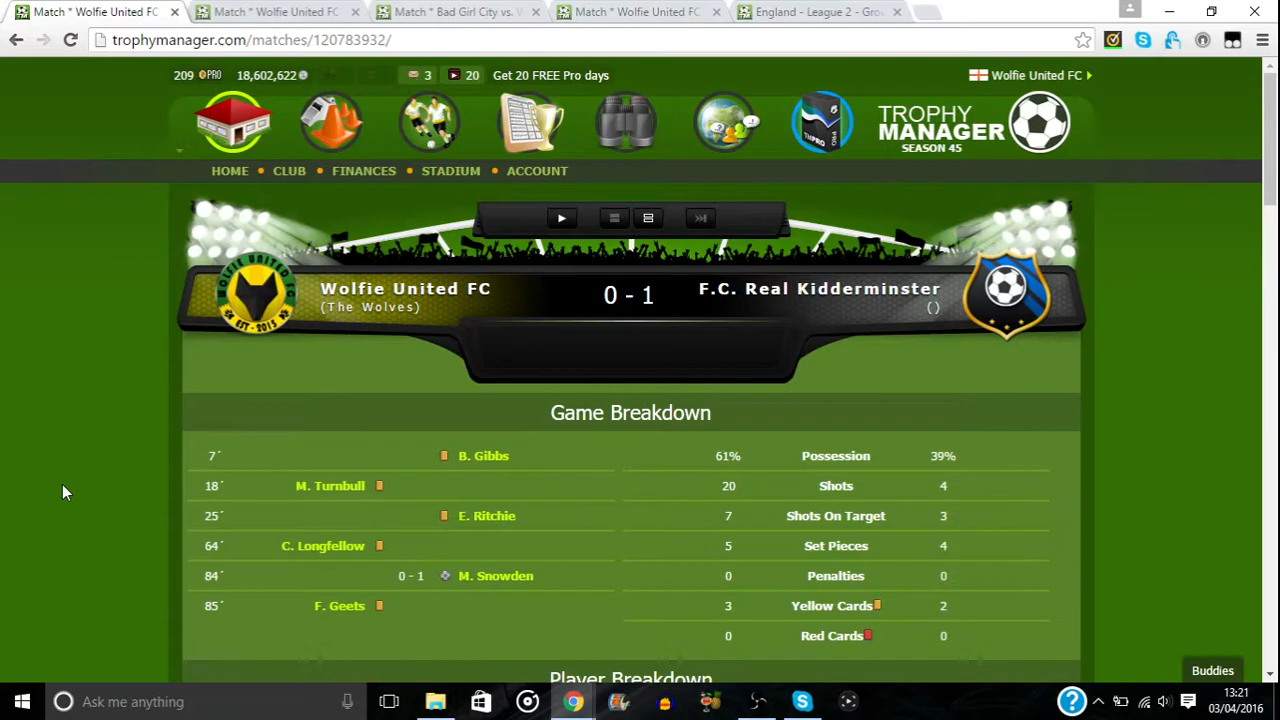 Match * Wolfie United FC
Match * Wolfie United FC
Match * Bad Girl City vs. W
Match * Wolfie United FC
England - League 2 - Gro
trophymanager.com/matches/120783932/
209 PRO 18,602,622 3 20 Get 20 FREE Pro days
Wolfie United FC
TROPHY
MANAGER
SEASON 45
HOME CLUB FINANCES STADIUM ACCOUNT
Wolfie United FC 0 - 1 F.C. Real Kidderminster
(The Wolves) ()
WOLFIE UNITED FC
EST-2015
Game Breakdown
7´ B. Gibbs 61% Possession 39%
18´ M. Turnbull 20 Shots 4
25´ E. Ritchie 7 Shots On Target 3
64´ C. Longfellow 5 Set Pieces 4
84´ 0 - 1 M. Snowden 0 Penalties 0
85´ F. Geets 3 Yellow Cards 2
0 Red Cards 0
Player Breakdown
Buddies
Ask me anything
13:21
03/04/2016